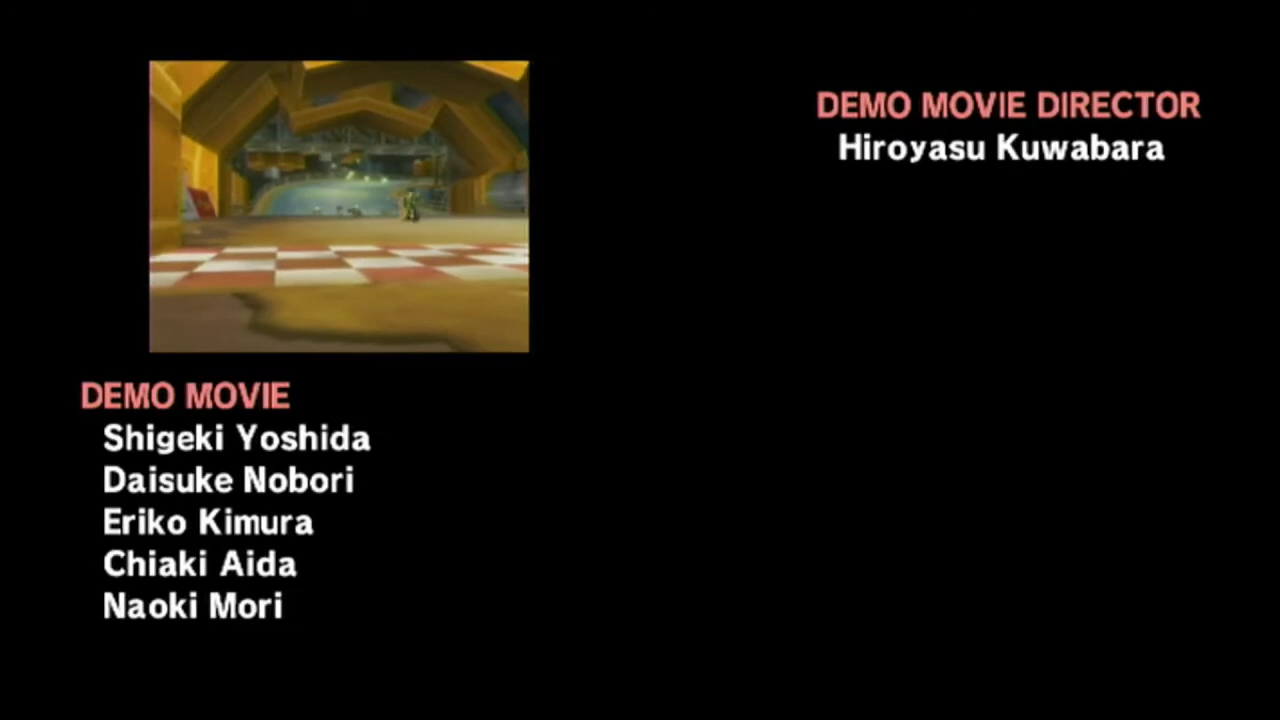 DEMO MOVIE DIRECTOR
Hiroyasu Kuwabara
DEMO MOVIE
Shigeki Yoshida
Daisuke Nobori
Eriko Kimura
Chiaki Aida
Naoki Mori